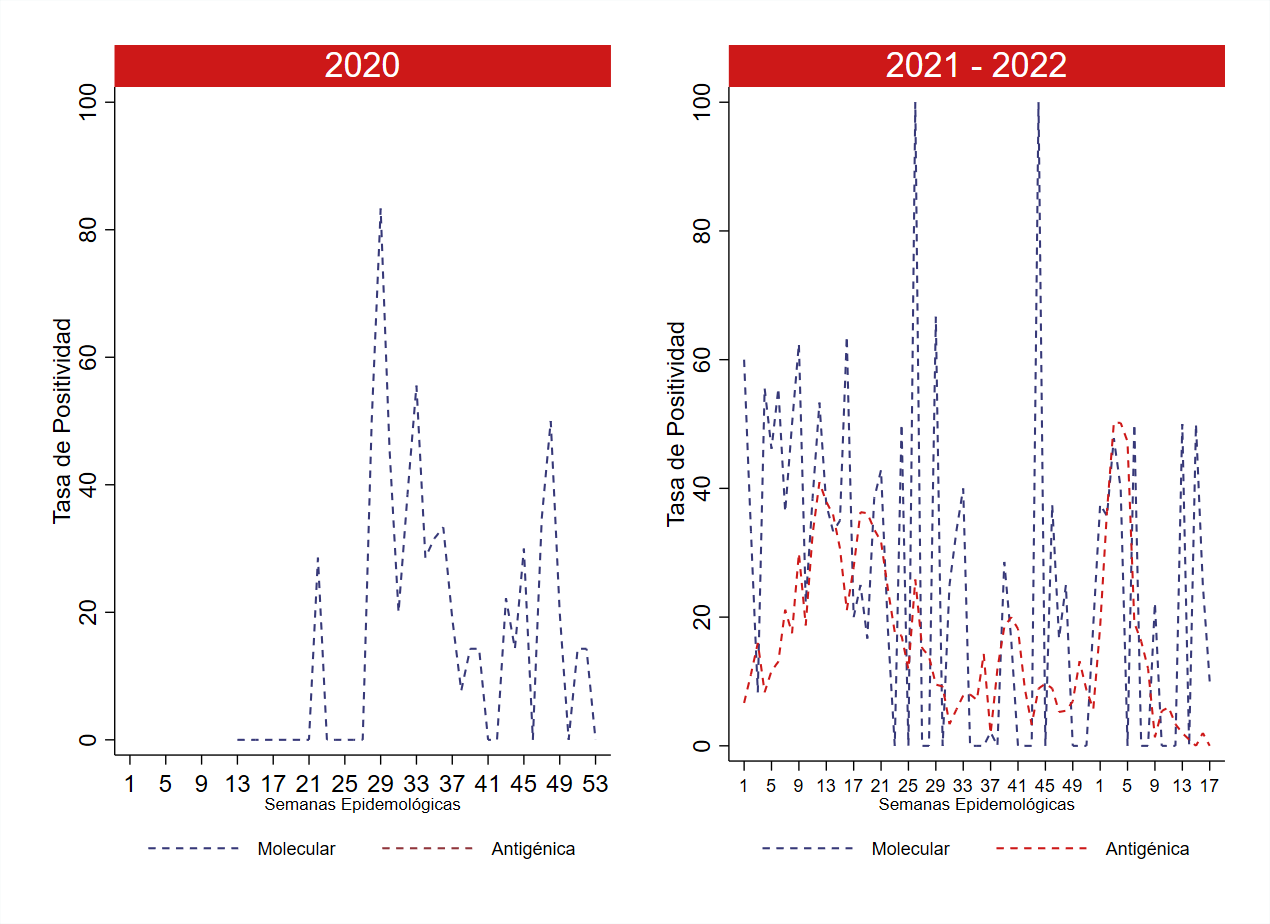 2020
100
80
60
40
20
0
Tasa de Positividad
1 5 9 13 17 21 25 29 33 37 41 45 49 53
Semanas Epidemológicas
Molecular Antigénica
2021 - 2022
100
80
60
40
20
0
Tasa de Positividad
1 5 9 13 17 21 25 29 33 37 41 45 49 1 5 9 13 17
Semanas Epidemológicas
Molecular Antigénica